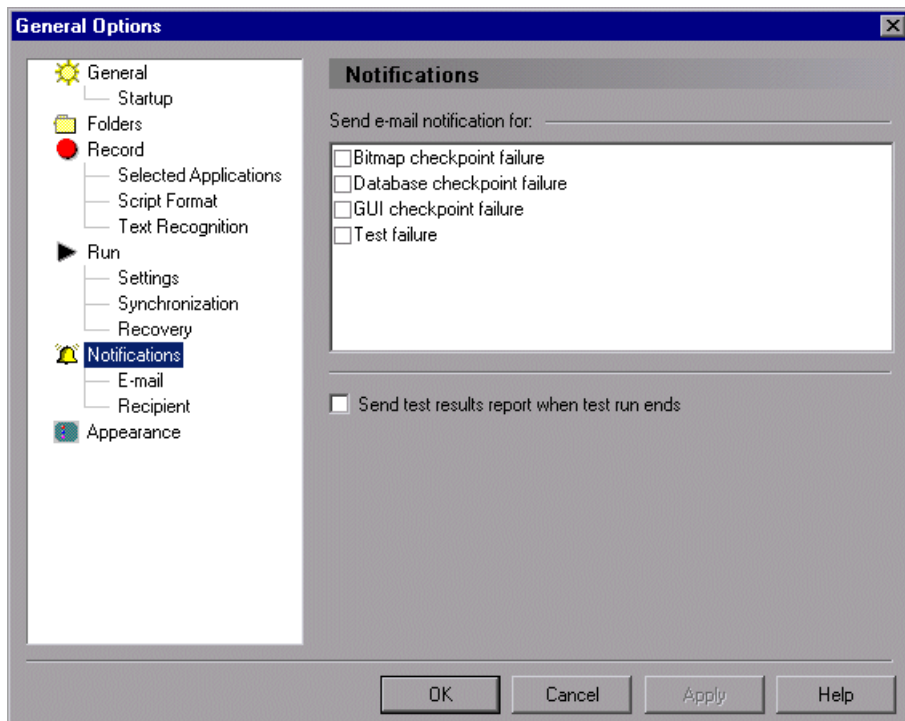 General Options
General
Startup
Folders
Record
Selected Applications
Script Format
Text Recognition
Run
Settings
Synchronization
Recovery
Notifications
E-mail
Recipient
Appearance
Notifications
Send e-mail notification for:
Bitmap checkpoint failure
Database checkpoint failure
GUI checkpoint failure
Test failure
Send test results report when test run ends
OK
Cancel
Apply
Help